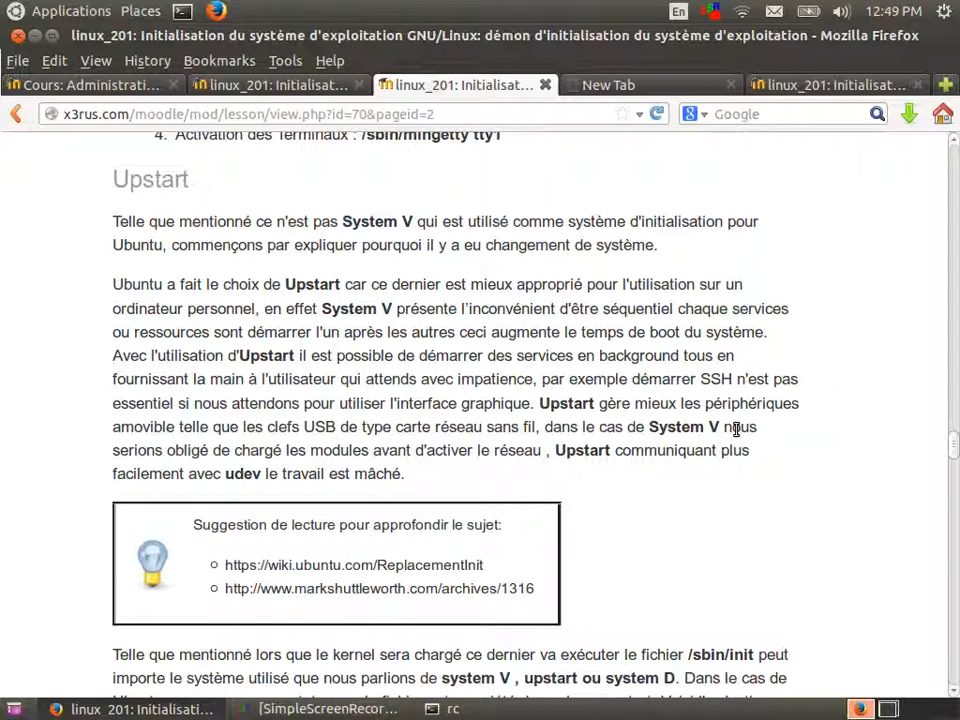 Applications Places En 12:49 PM
linux_201: Initialisation du système d'exploitation GNU/Linux: démon d'initialisation du système d'exploitation - Mozilla Firefox
File Edit View History Bookmarks Tools Help
Cours: Administrati... linux_201: Initialisat... linux_201: Initialisat... New Tab linux_201: Initialisat...
x3rus.com/moodle/mod/lesson/view.php?id=70&pageid=2 Google
4. Activation des Terminaux : /sbin/mingetty tty1
Upstart
Telle que mentionné ce n'est pas System V qui est utilisé comme système d'initialisation pour
Ubuntu, commençons par expliquer pourquoi il y a eu changement de système.
Ubuntu a fait le choix de Upstart car ce dernier est mieux approprié pour l'utilisation sur un
ordinateur personnel, en effet System V présente l'inconvénient d'être séquentiel chaque services
ou ressources sont démarrer l'un après les autres ceci augmente le temps de boot du système.
Avec l'utilisation d'Upstart il est possible de démarrer des services en background tous en
fournissant la main à l'utilisateur qui attends avec impatience, par exemple démarrer SSH n'est pas
essentiel si nous attendons pour utiliser l'interface graphique. Upstart gère mieux les périphériques
amovible telle que les clefs USB de type carte réseau sans fil, dans le cas de System V nous
serions obligé de chargé les modules avant d'activer le réseau , Upstart communiquant plus
facilement avec udev le travail est mâché.
Suggestion de lecture pour approfondir le sujet:
https://wiki.ubuntu.com/ReplacementInit
http://www.markshuttleworth.com/archives/1316
Telle que mentionné lors que le kernel sera chargé ce dernier va exécuter le fichier /sbin/init peut
importe le système utilisé que nous parlions de system V , upstart ou system D. Dans le cas de
linux_201: Initialisati... [SimpleScreenRecor... rc